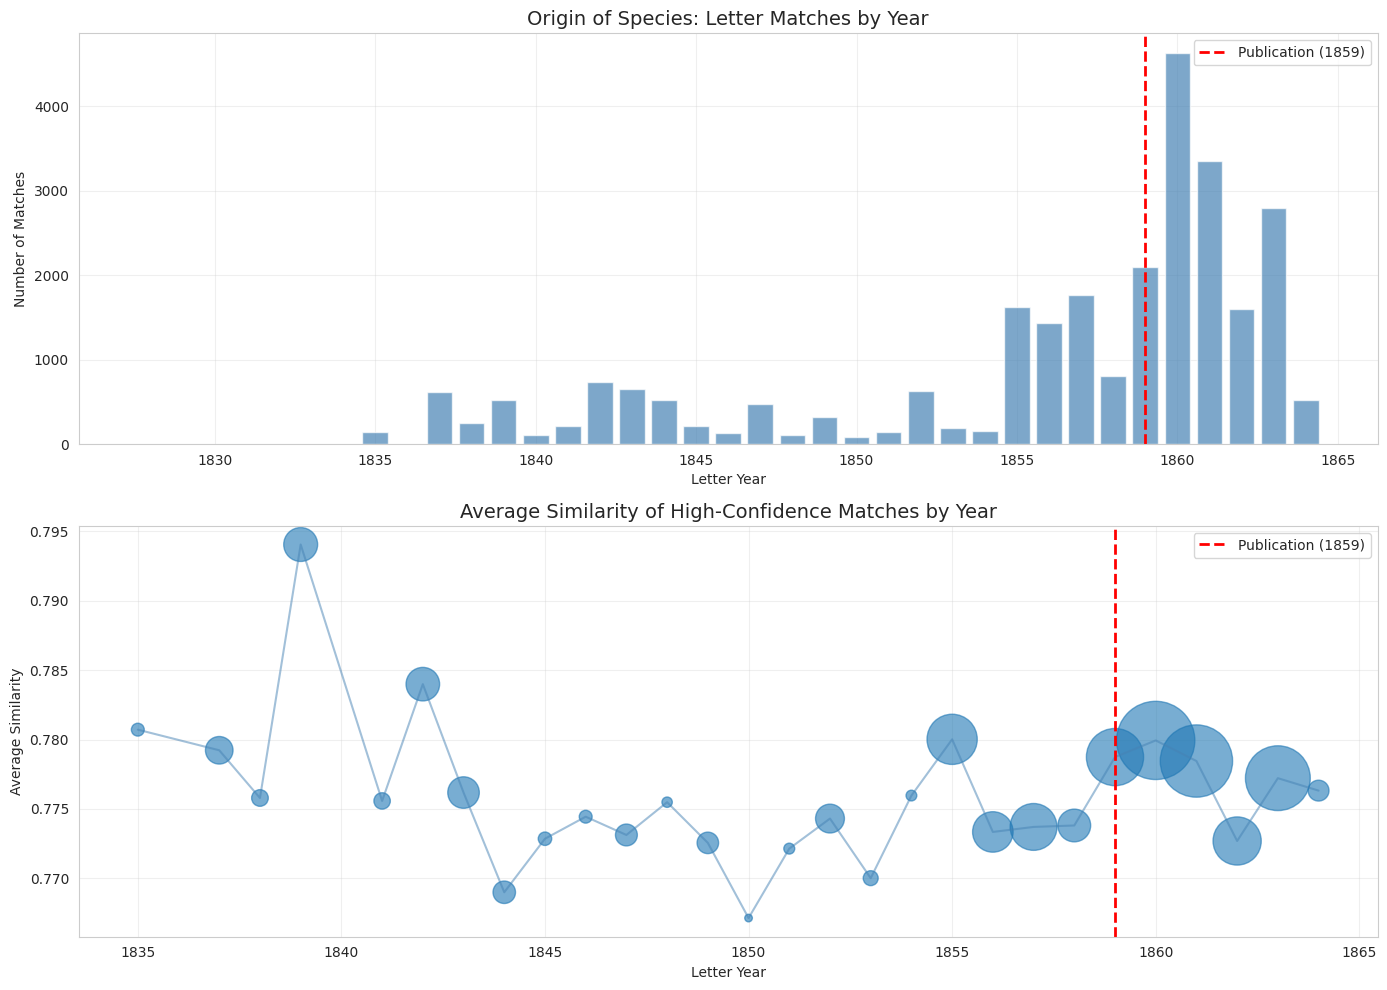 Origin of Species: Letter Matches by Year
Publication (1859)
Number of Matches
4000
3000
2000
1000
0
1830 1835 1840 1845 1850 1855 1860 1865
Letter Year
Average Similarity of High-Confidence Matches by Year
Publication (1859)
Average Similarity
0.795
0.790
0.785
0.780
0.775
0.770
1835 1840 1845 1850 1855 1860 1865
Letter Year